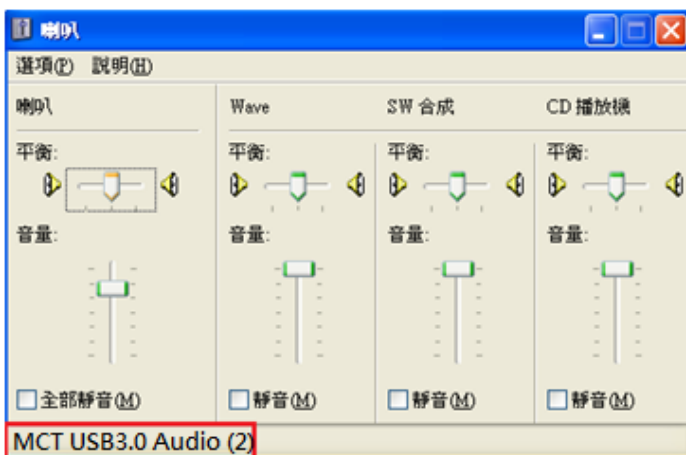 喇叭
選項(P) 說明(H)
喇叭 Wave SW 合成 CD 播放機
平衡: 平衡: 平衡: 平衡:
音量: 音量: 音量: 音量:
全部靜音(M) 靜音(M) 靜音(M) 靜音(M)
MCT USB3.0 Audio (2)